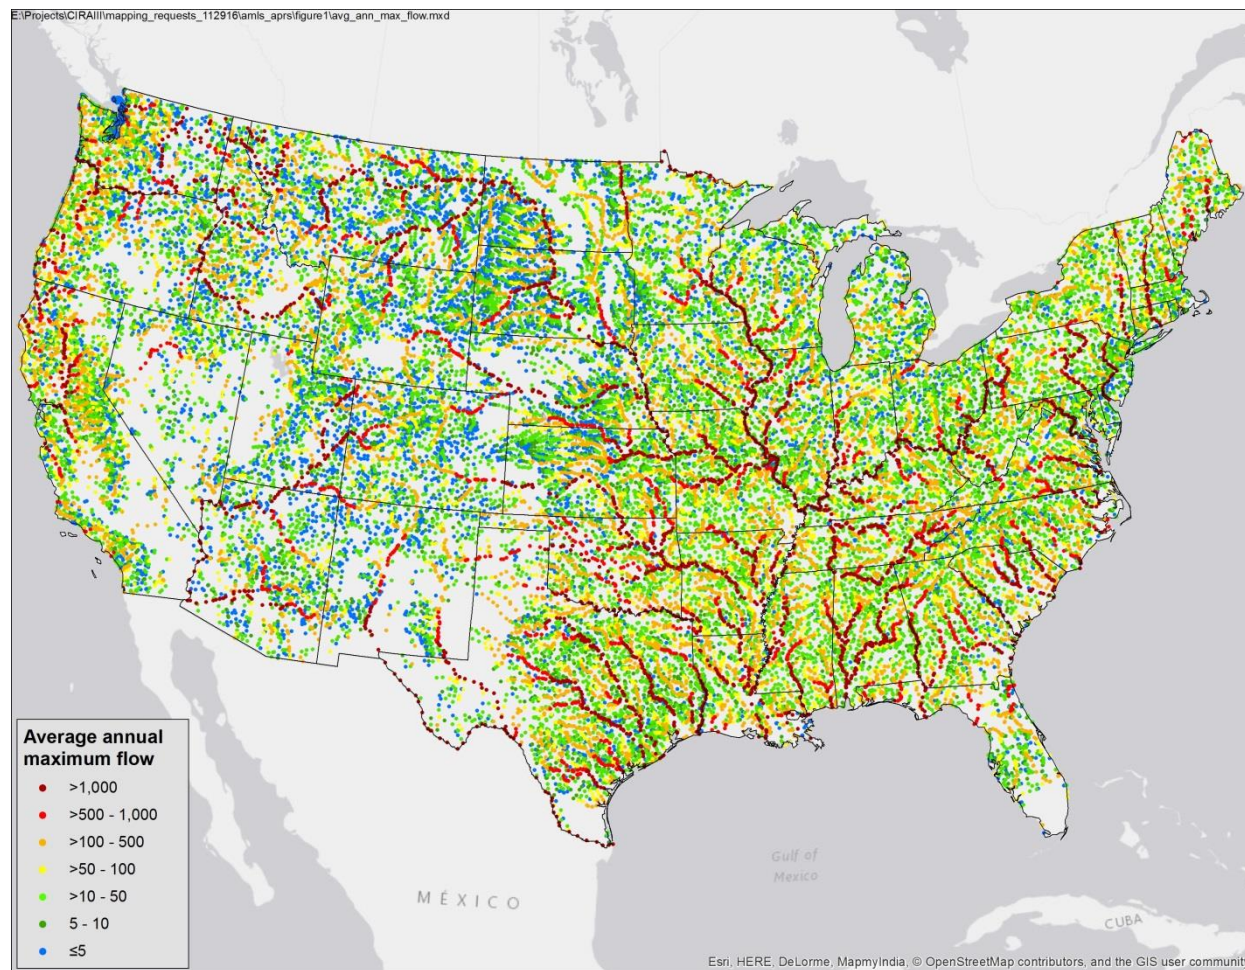 E:\Projects\CIRAIII\mapping_requests_112916\amls_aprs\figure1\avg_ann_max_flow.mxd
Average annual
maximum flow
>1,000
>500 - 1,000
>100 - 500
>50 - 100
>10 - 50
5 - 10
≤5
Gulf of
Mexico
MÉXICO
CUBA
Esri, HERE, DeLorme, MapmyIndia, © OpenStreetMap contributors, and the GIS user community